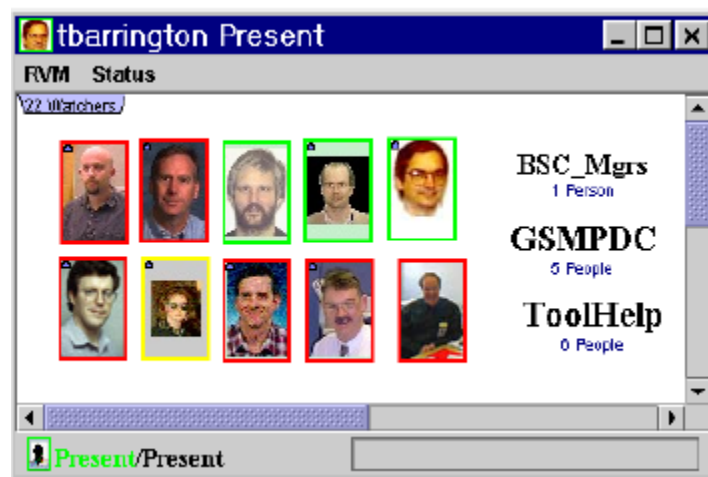 tbarrington Present
RVM Status
22 Watchers
BSC_Mgrs
1 Person
GSMPDC
5 People
ToolHelp
0 People
Present/Present